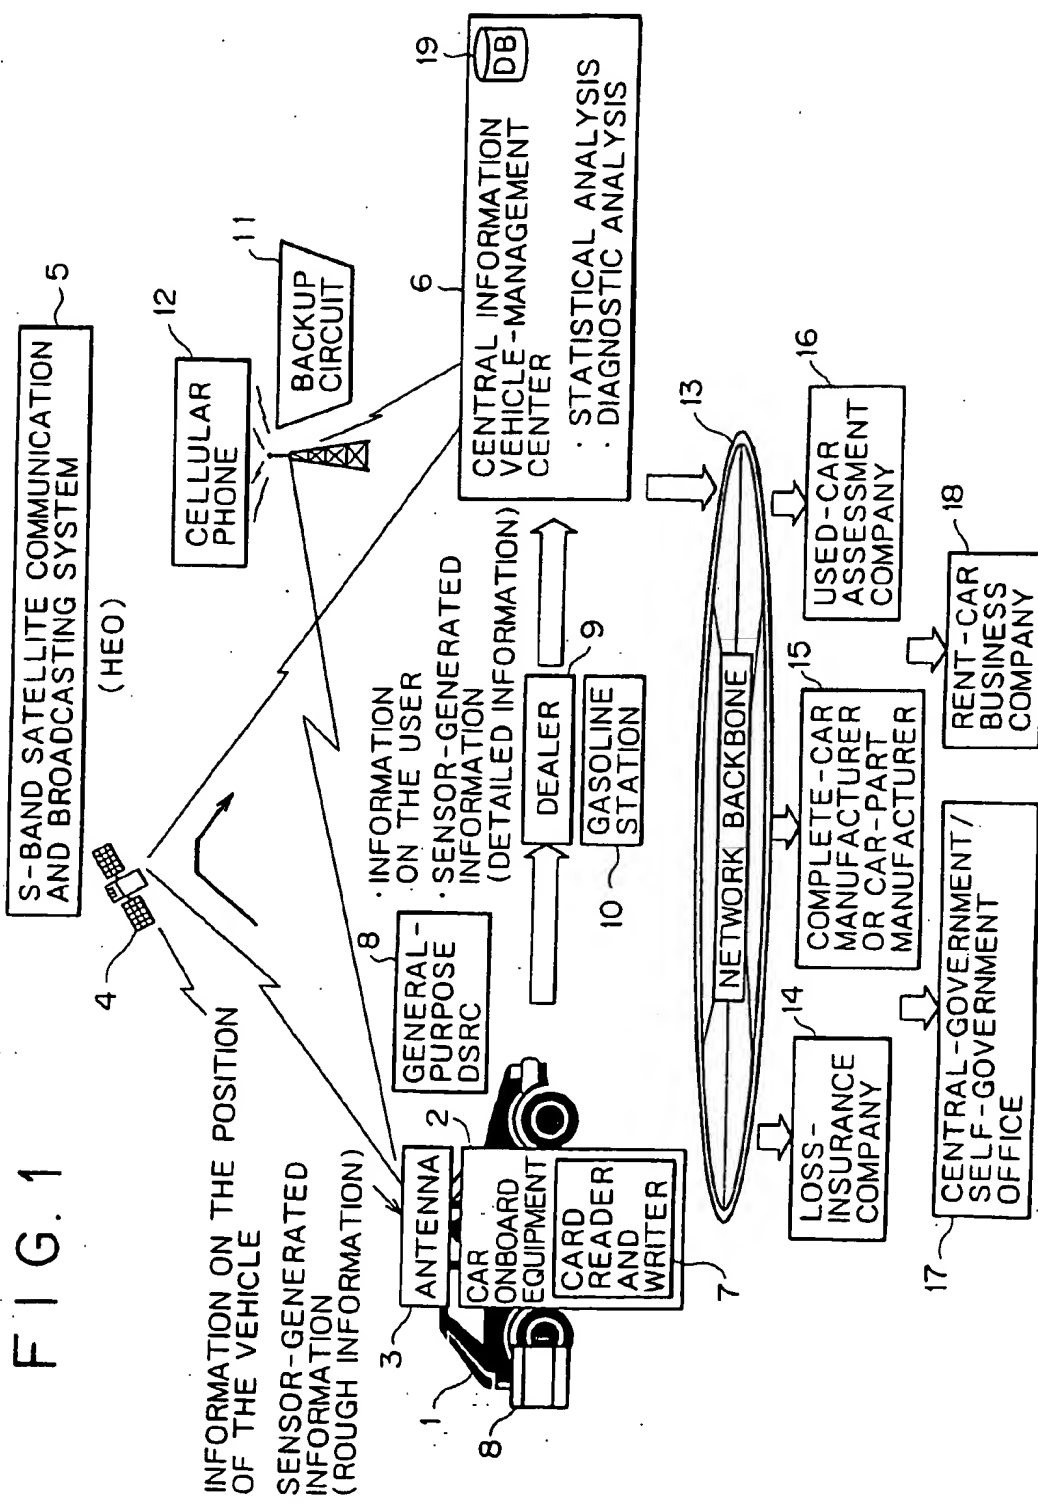 FIG. 1
S-BAND SATELLITE COMMUNICATION
AND BROADCASTING SYSTEM
5
(HEO)
4
CELLULAR
PHONE
12
BACKUP
CIRCUIT
11
INFORMATION ON THE POSITION
OF THE VEHICLE
SENSOR-GENERATED
INFORMATION
(ROUGH INFORMATION)
3
ANTENNA
2
CAR
ONBOARD
EQUIPMENT
CARD
READER
AND
WRITER
7
1
8
8
GENERAL-
PURPOSE
DSRC
· INFORMATION
ON THE USER
· SENSOR-GENERATED
INFORMATION
(DETAILED INFORMATION)
DEALER
9
GASOLINE
STATION
10
6
19
DB
CENTRAL INFORMATION
VEHICLE-MANAGEMENT
CENTER
: STATISTICAL ANALYSIS
: DIAGNOSTIC ANALYSIS
NETWORK BACKBONE
13
14
LOSS-
INSURANCE
COMPANY
15
COMPLETE-CAR
MANUFACTURER
OR CAR-PART
MANUFACTURER
16
USED-CAR
ASSESSMENT
COMPANY
17
CENTRAL-GOVERNMENT/
SELF-GOVERNMENT
OFFICE
18
RENT-CAR
BUSINESS
COMPANY